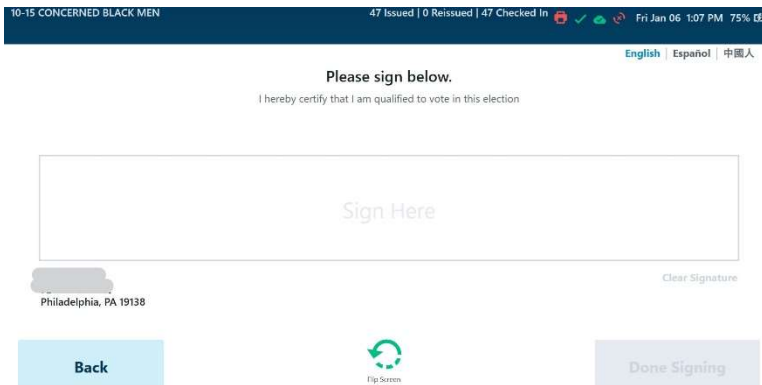 10-15 CONCERNED BLACK MEN
47 Issued | 0 Reissued | 47 Checked In
Fri Jan 06 1:07 PM 75%
English | Español | 中國人
Please sign below.
I hereby certify that I am qualified to vote in this election
Sign Here
Clear Signature
Philadelphia, PA 19138
Back
Flip Screen
Done Signing